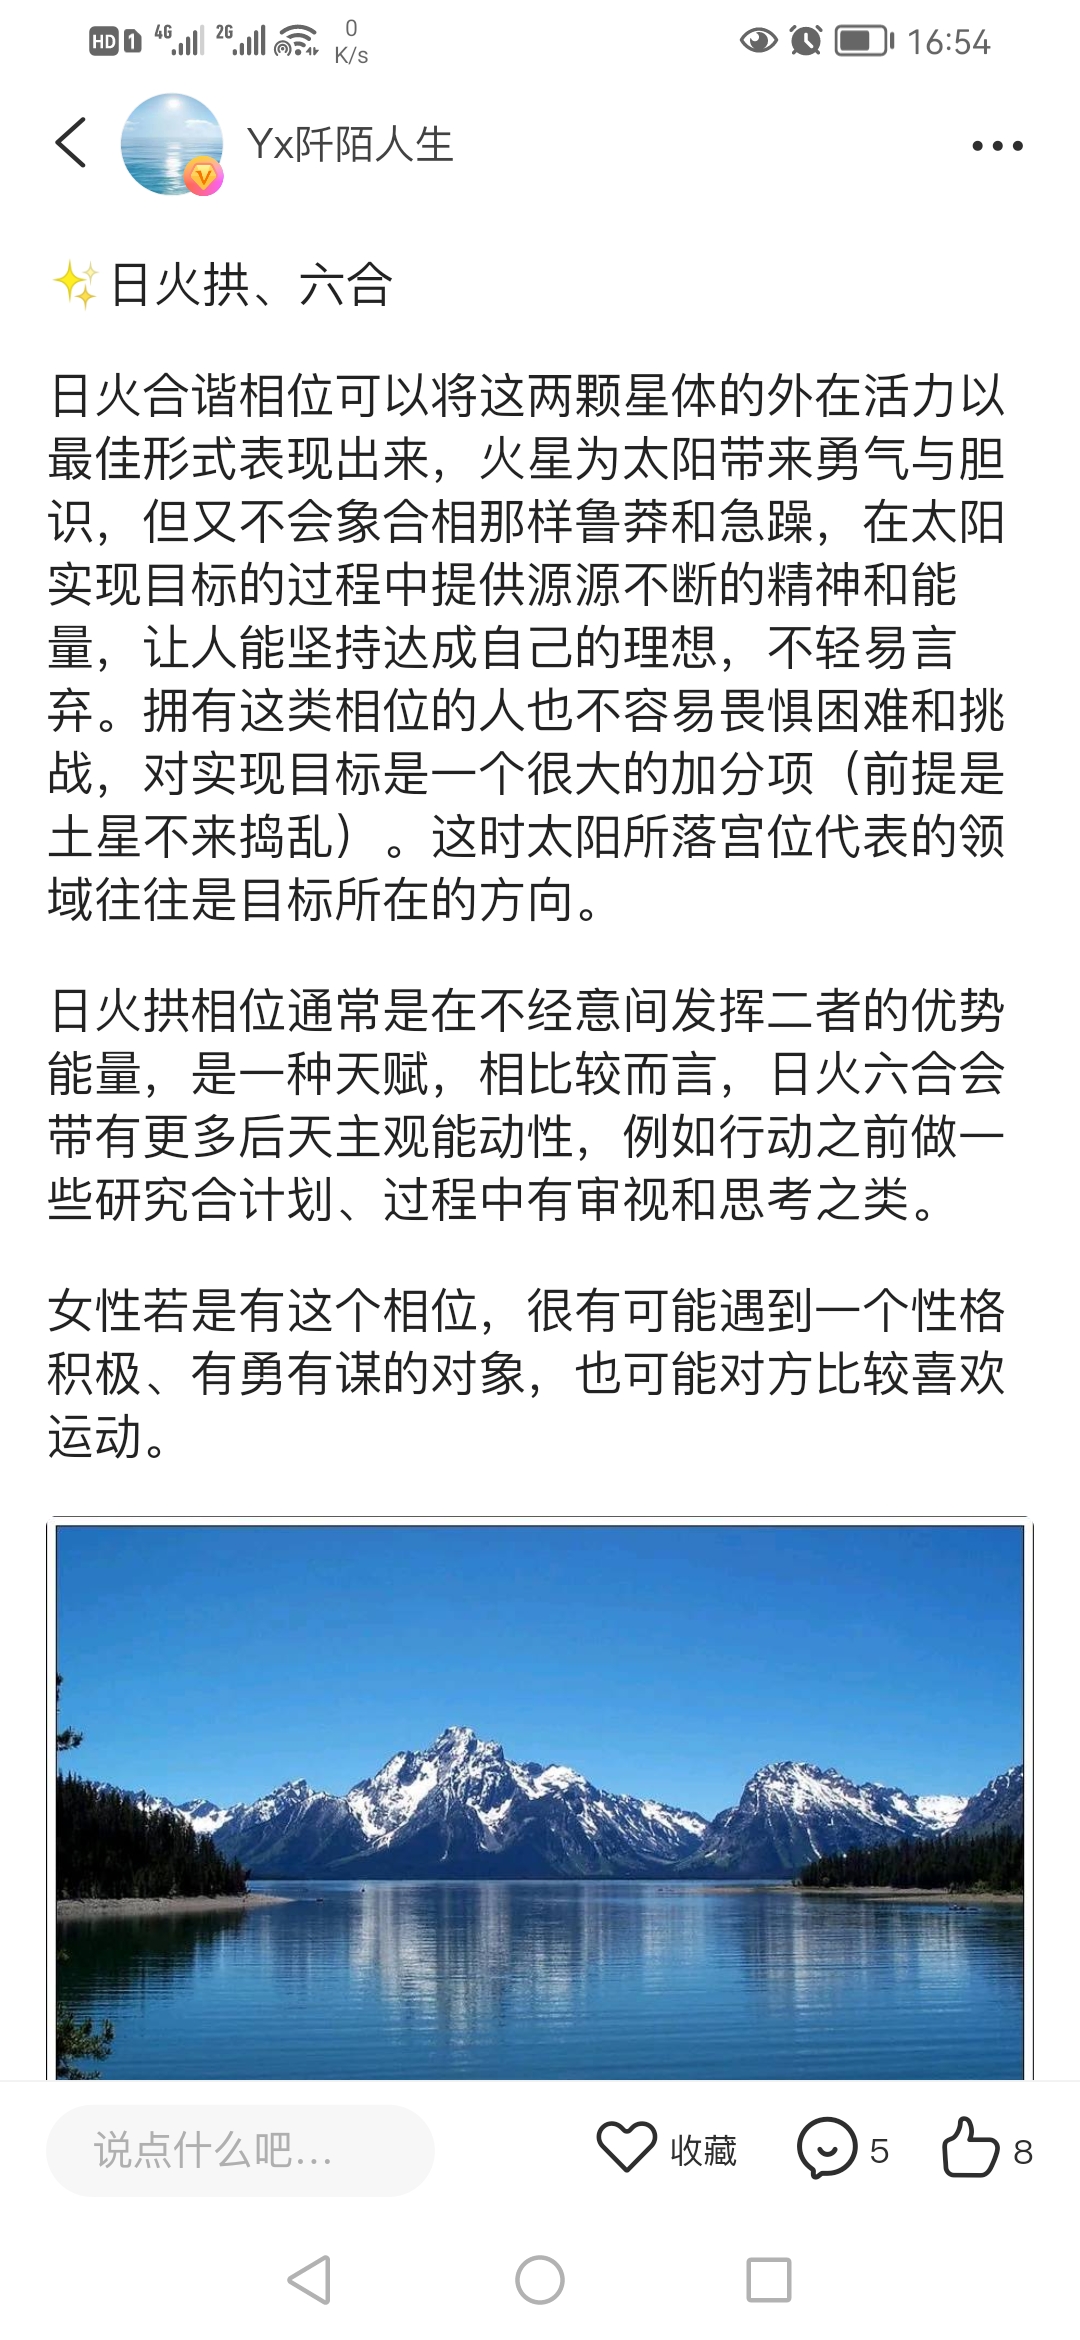 HD 1 4G 2G 0 K/s 16:54
Yx阡陌人生
✨日火拱、六合
日火合谐相位可以将这两颗星体的外在活力以
最佳形式表现出来，火星为太阳带来勇气与胆
识，但又不会象合相那样鲁莽和急躁，在太阳
实现目标的过程中提供源源不断的精神和能
量，让人能坚持达成自己的理想，不轻易言
弃。拥有这类相位的人也不容易畏惧困难和挑
战，对实现目标是一个很大的加分项（前提是
土星不来捣乱）。这时太阳所落宫位代表的领
域往往是目标所在的方向。
日火拱相位通常是在不经意间发挥二者的优势
能量，是一种天赋，相比较而言，日火六合会
带有更多后天主观能动性，例如行动之前做一
些研究合计划、过程中有审视和思考之类。
女性若是有这个相位，很有可能遇到一个性格
积极、有勇有谋的对象，也可能对方比较喜欢
运动。
说点什么吧... 收藏 5 8